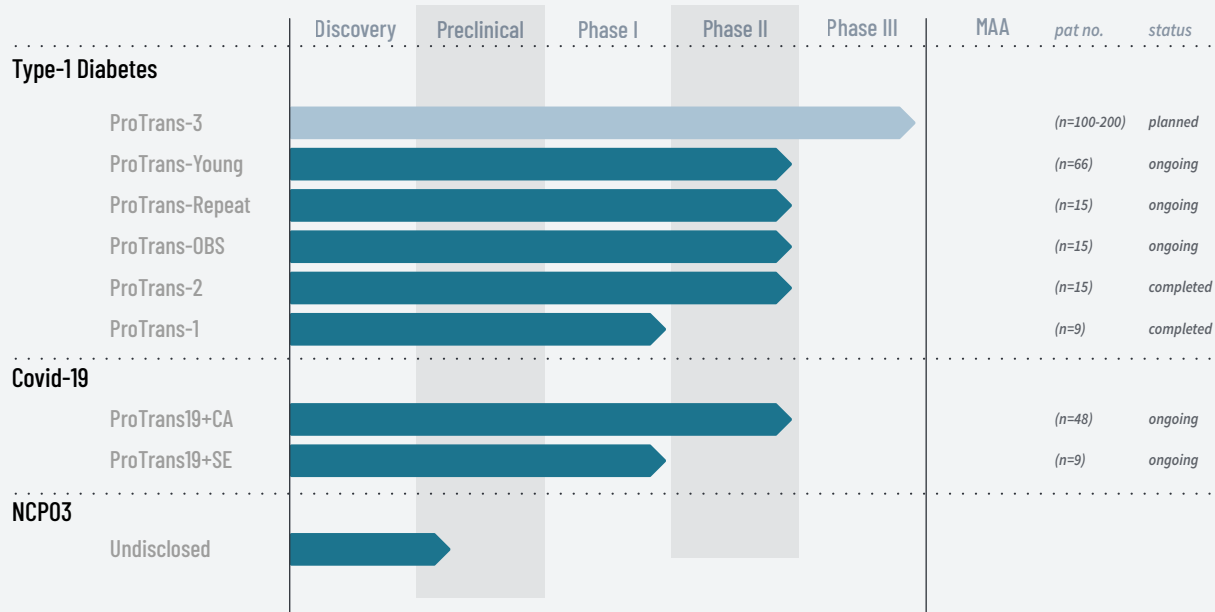 Discovery Preclinical Phase I Phase II Phase III MAA pat no. status
Type-1 Diabetes
ProTrans-3 (n=100-200) planned
ProTrans-Young (n=66) ongoing
ProTrans-Repeat (n=15) ongoing
ProTrans-OBS (n=15) ongoing
ProTrans-2 (n=15) completed
ProTrans-1 (n=9) completed
Covid-19
ProTrans19+CA (n=48) ongoing
ProTrans19+SE (n=9) ongoing
NCP03
Undisclosed